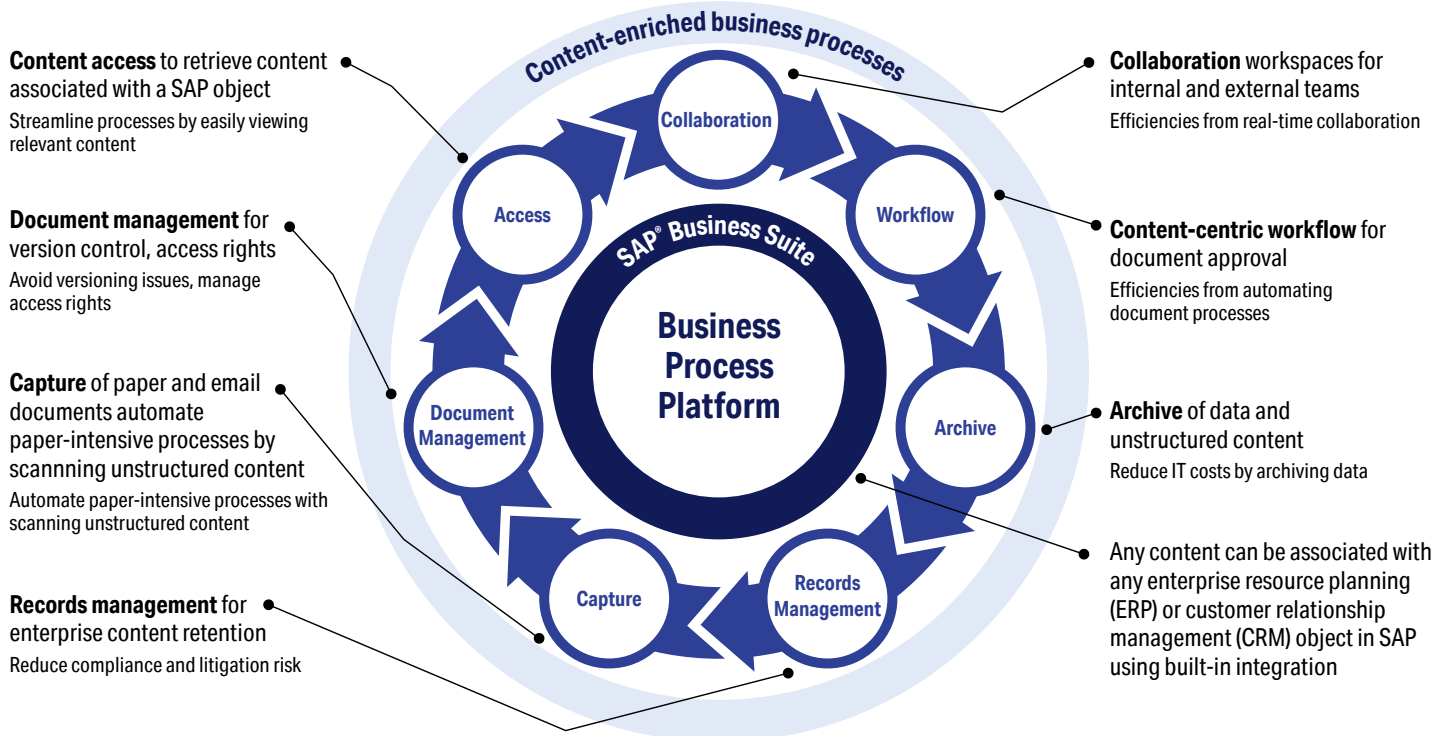 Content-enriched business processes
Content access to retrieve content
associated with a SAP object
Streamline processes by easily viewing
relevant content
Document management for
version control, access rights
Avoid versioning issues, manage
access rights
Capture of paper and email
documents automate
paper-intensive processes by
scannning unstructured content
Automate paper-intensive processes with
scanning unstructured content
Records management for
enterprise content retention
Reduce compliance and litigation risk
Collaboration
Workflow
Archive
Records
Management
Capture
Document
Management
Access
SAP® Business Suite
Business
Process
Platform
Collaboration workspaces for
internal and external teams
Efficiencies from real-time collaboration
Content-centric workflow for
document approval
Efficiencies from automating
document processes
Archive of data and
unstructured content
Reduce IT costs by archiving data
Any content can be associated with
any enterprise resource planning
(ERP) or customer relationship
management (CRM) object in SAP
using built-in integration